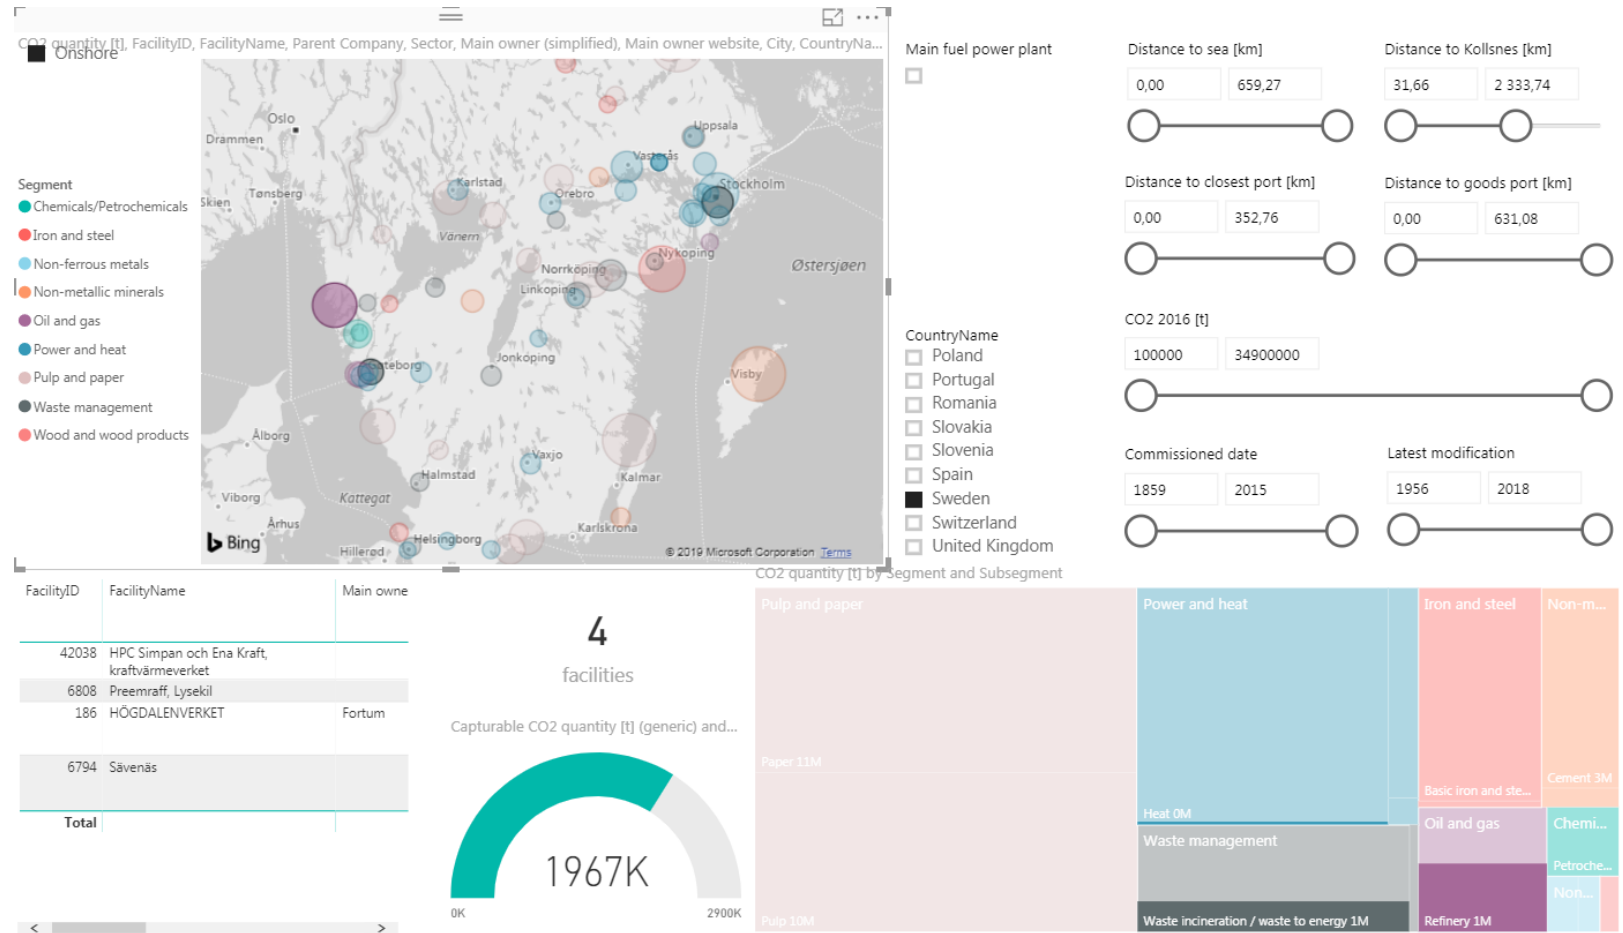 CO2 quantity [t], FacilityID, FacilityName, Parent Company, Sector, Main owner (simplified), Main owner website, City, CountryNa...
Onshore
Segment
Chemicals/Petrochemicals
Iron and steel
Non-ferrous metals
Non-metallic minerals
Oil and gas
Power and heat
Pulp and paper
Waste management
Wood and wood products
Oslo
Drammen
Tønsberg
Skien
Uppsala
Västerås
Karlstad
Örebro
Stockholm
Vänern
Nykoping
Norrköping
Östersjøen
Linkoping
Goteborg
Jonkoping
Visby
Ålborg
Vaxjo
Halmstad
Kalmar
Viborg
Kattegat
Århus
Karlskrona
Helsingborg
Hillerød
Bing
© 2019 Microsoft Corporation Terms
Main fuel power plant
Distance to sea [km]
0,00 659,27
Distance to Kollsnes [km]
31,66 2 333,74
Distance to closest port [km]
0,00 352,76
Distance to goods port [km]
0,00 631,08
CO2 2016 [t]
100000 34900000
CountryName
Poland
Portugal
Romania
Slovakia
Slovenia
Spain
Sweden
Switzerland
United Kingdom
Commissioned date
1859 2015
Latest modification
1956 2018
FacilityID FacilityName Main owne
42038 HPC Simpan och Ena Kraft,
kraftvärmeverket
6808 Preemraff, Lysekil
186 HÖGDALENVERKET Fortum
6794 Sävenäs
Total
4
facilities
Capturable CO2 quantity [t] (generic) and...
1967K
0K 2900K
CO2 quantity [t] by Segment and Subsegment
Pulp and paper
Paper 11M
Pulp 10M
Power and heat
Heat 0M
Waste management
Waste incineration / waste to energy 1M
Iron and steel
Basic iron and ste...
Non-m...
Cement 3M
Oil and gas
Refinery 1M
Chemi...
Petroche...
Non...